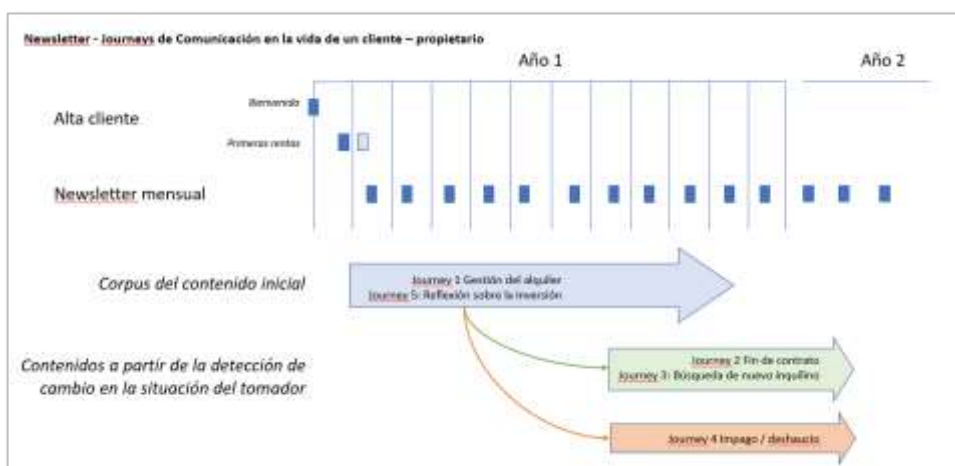 Newsletter - Journeys de Comunicación en la vida de un cliente – propietario
Año 1
Año 2
Alta cliente
Bienvenida
Primeras rentas
Newsletter mensual
Corpus del contenido inicial
Journey 1 Gestión del alquiler
Journey 5: Reflexión sobre la inversión
Contenidos a partir de la detección de
cambio en la situación del tomador
Journey 2 Fin de contrato
Journey 3: Búsqueda de nuevo inquilino
Journey 4 Impago / deshaucio